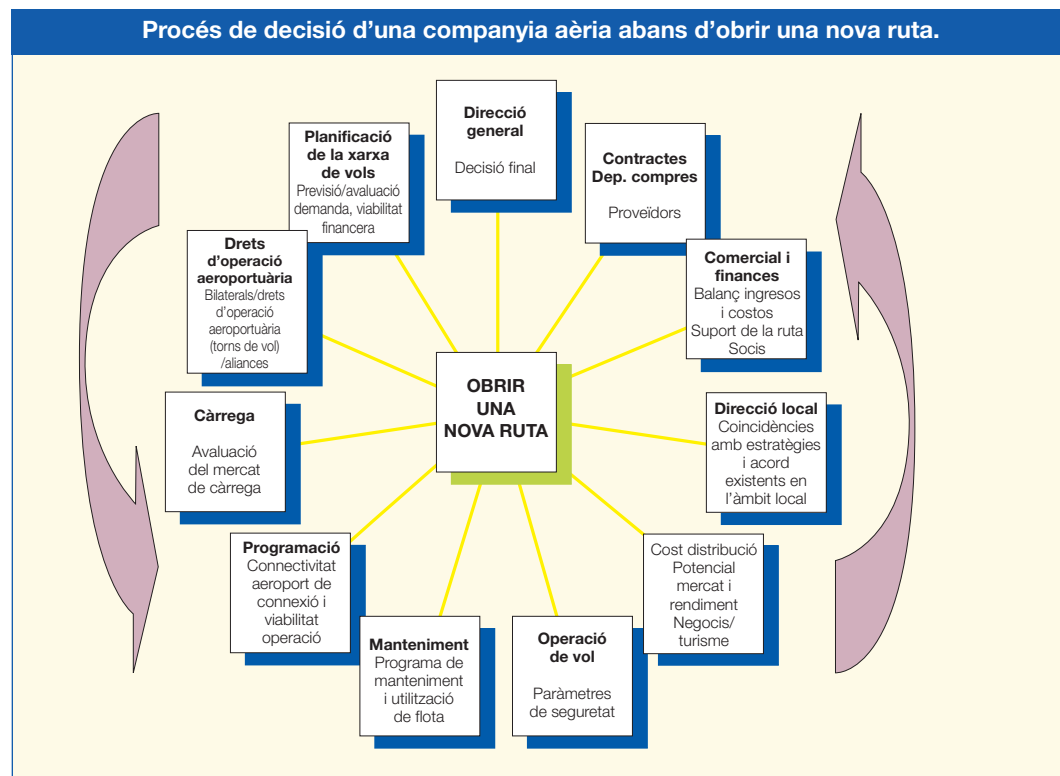 Procés de decisió d’una companyia aèria abans d’obrir una nova ruta.
Direcció
general
Decisió final
Contractes
Dep. compres
Proveïdors
Comercial i
finances
Balanç ingresos
i costos
Suport de la ruta
Socis
Direcció local
Coincidències
amb estratègies
i acord
existents en
l’àmbit local
Cost distribució
Potencial
mercat i
rendiment
Negocis/
turisme
Operació
de vol
Paràmetres
de seguretat
Manteniment
Programa de
manteniment
i utilització
de flota
Programació
Connectivitat
aeroport de
connexió i
viabilitat
operació
Càrrega
Avaluació
del mercat
de càrrega
Drets
d’operació
aeroportuària
Bilaterals/drets
d’operació
aeroportuària
(torns de vol)
/aliances
Planificació
de la xarxa
de vols
Previsió/avaluació
demanda, viabilitat
financera
OBRIR
UNA
NOVA RUTA